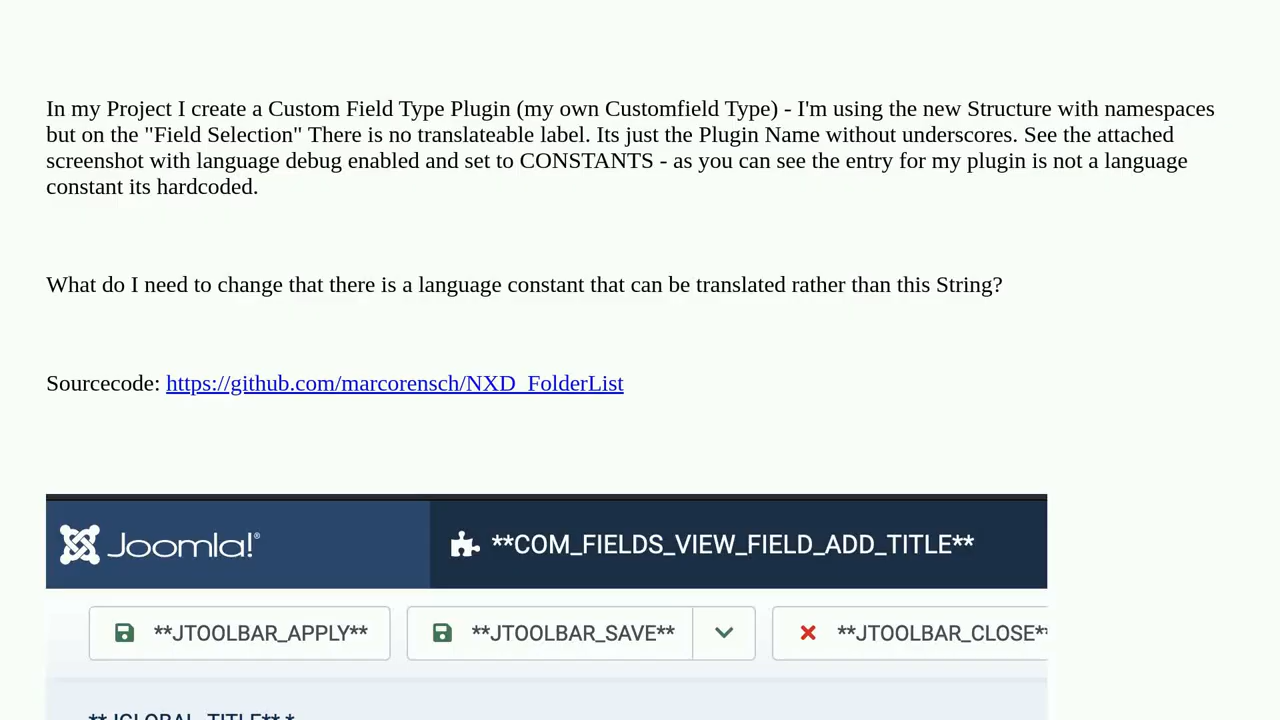 In my Project I create a Custom Field Type Plugin (my own Customfield Type) - I'm using the new Structure with namespaces
but on the "Field Selection" There is no translateable label. Its just the Plugin Name without underscores. See the attached
screenshot with language debug enabled and set to CONSTANTS - as you can see the entry for my plugin is not a language
constant its hardcoded.
What do I need to change that there is a language constant that can be translated rather than this String?
Sourcecode: https://github.com/marcorensch/NXD_FolderList
Joomla!® **COM_FIELDS_VIEW_FIELD_ADD_TITLE**
**JTOOLBAR_APPLY** **JTOOLBAR_SAVE** **JTOOLBAR_CLOSE**
**JGLOBAL_TITLE** *